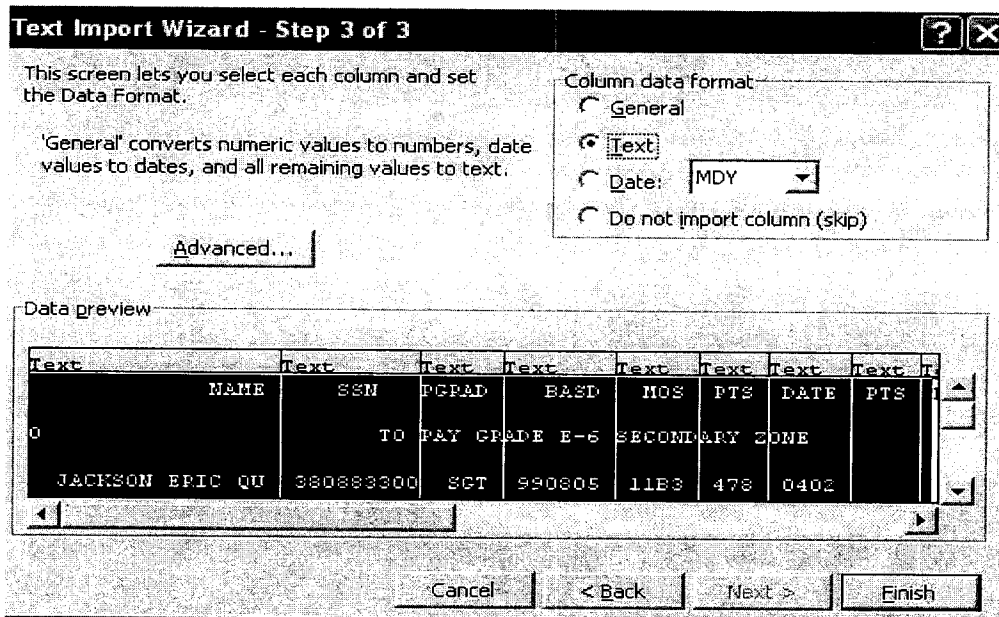 Text Import Wizard - Step 3 of 3
This screen lets you select each column and set
the Data Format.
'General' converts numeric values to numbers, date
values to dates, and all remaining values to text.
Advanced...
Column data format
General
Text
Date: MDY
Do not import column (skip)
Data preview
Text Text Text Text Text Text Text Text
NAME SSN PGRAD BASD MOS PTS DATE PTS
0 TO PAY GRADE E-6 SECONDARY ZONE
JACKSON ERIC QU 380883300 SGT 990805 11B3 478 0402
Cancel < Back Next > Finish